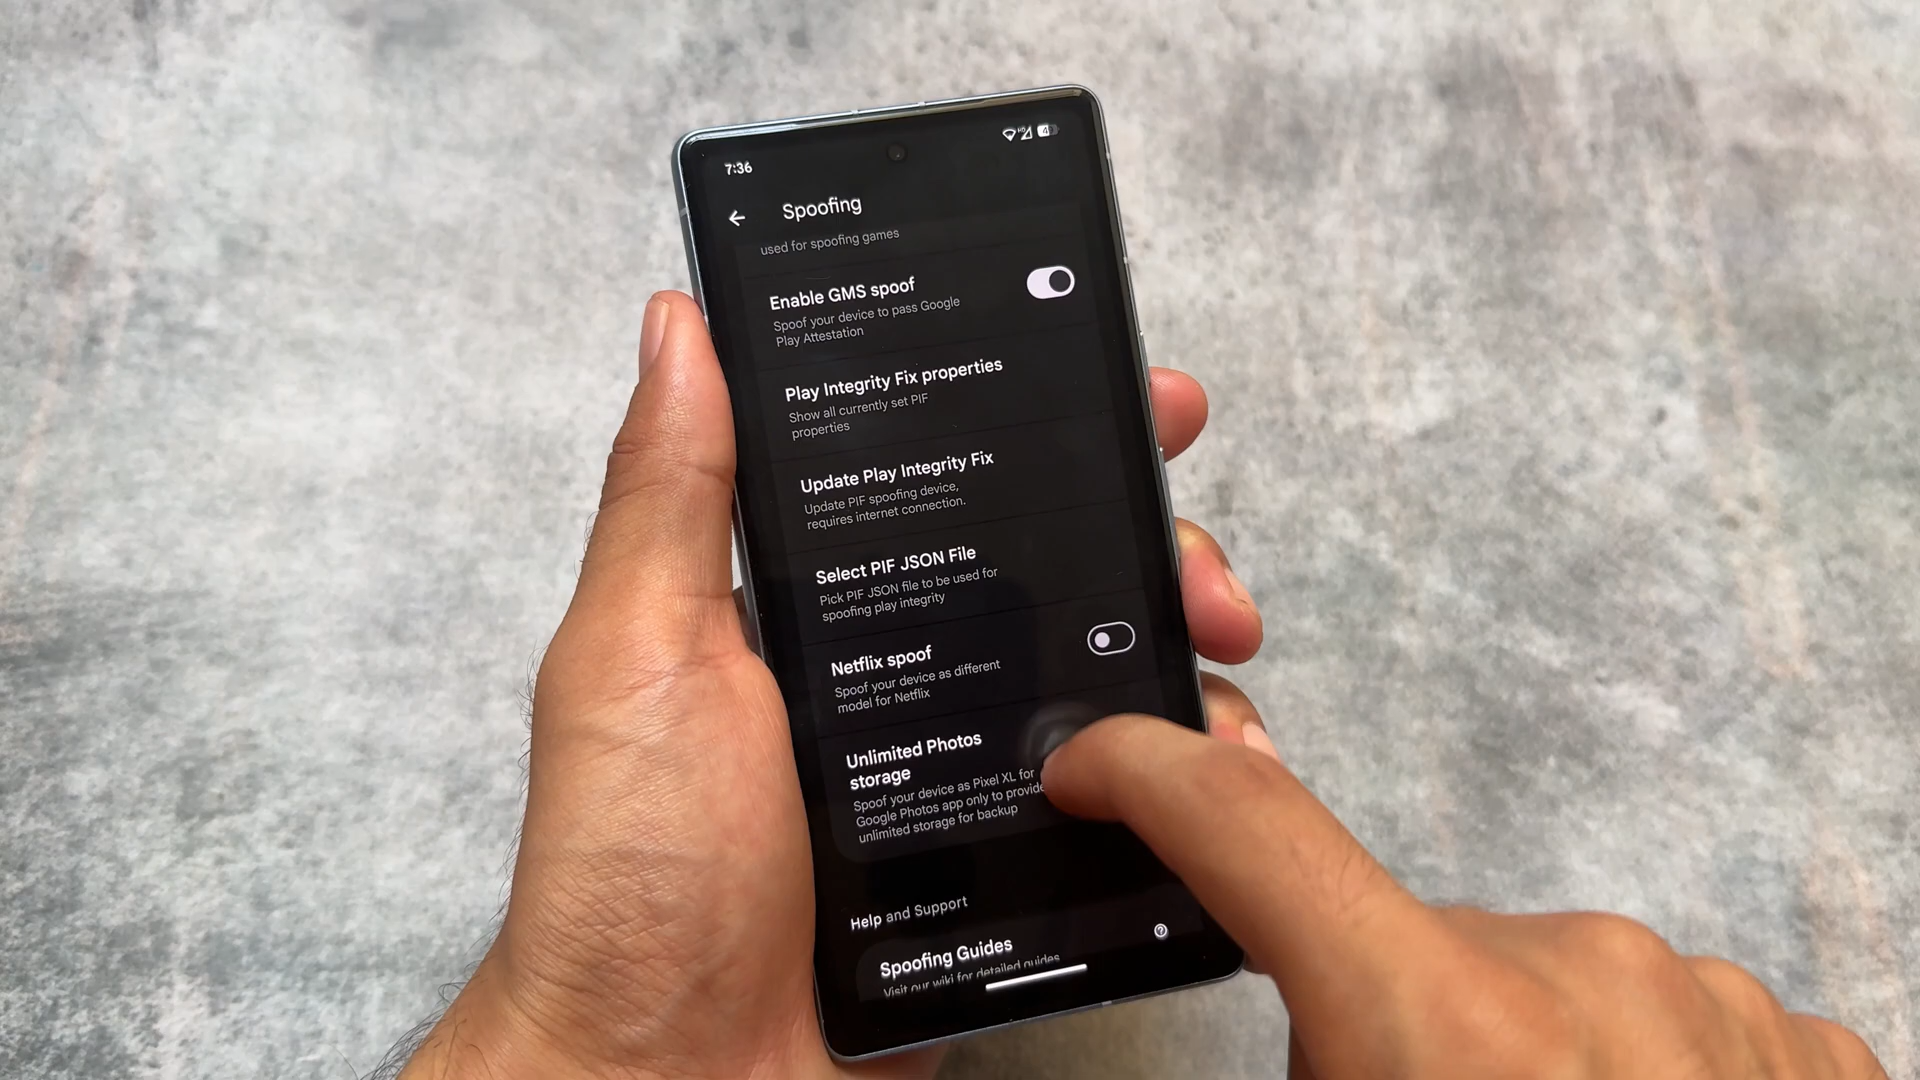 7:36
Spoofing
used for spoofing games
Enable GMS spoof
Spoof your device to pass Google
Play Attestation
Play Integrity Fix properties
Show all currently set PIF
properties
Update Play Integrity Fix
Update PIF spoofing device,
requires internet connection.
Select PIF JSON File
Pick PIF JSON file to be used for
spoofing play integrity
Netflix spoof
Spoof your device as different
model for Netflix
Unlimited Photos
storage
Spoof your device as Pixel XL for
Google Photos app only to provide
unlimited storage for backup
Help and Support
Spoofing Guides
Visit our wiki for detailed guides